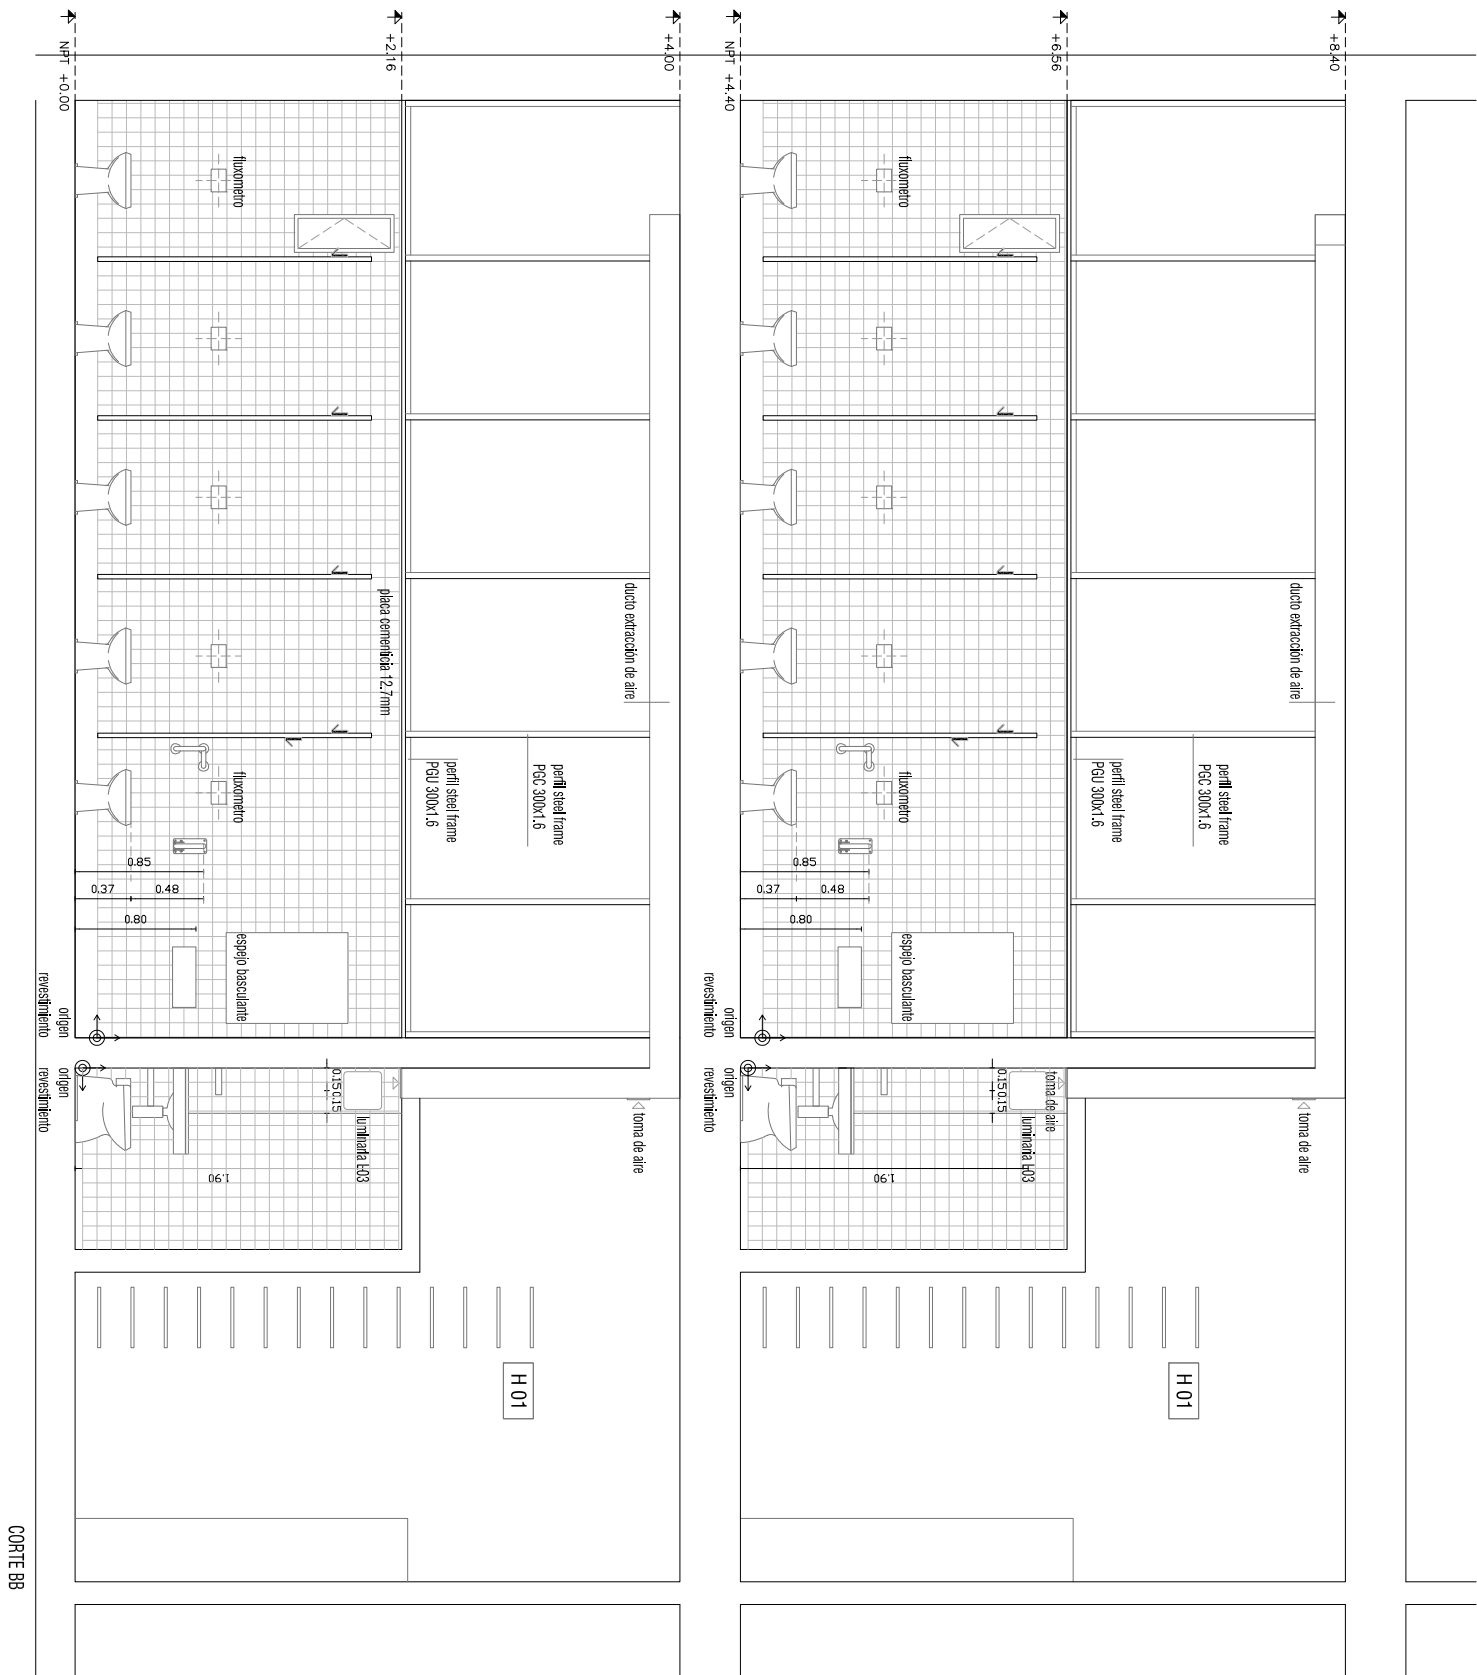 +8.40
ducto extracción de aire
toma de aire
perfil steel frame
PGC 300x1.6
H 01
perfil steel frame
PGU 300x1.6
+6.56
toma de aire
luminaria L03
0.15
0.15
fluxometro
fluxometro
espejo basculante
1.90
0.85
0.37
0.48
0.80
NPT +4.40
origen
revestimiento
origen
revestimiento
+4.00
ducto extracción de aire
toma de aire
perfil steel frame
PGC 300x1.6
H 01
perfil steel frame
PGU 300x1.6
+2.16
placa cementicia 12.7mm
luminaria L03
0.15
0.15
fluxometro
fluxometro
espejo basculante
1.90
0.85
0.37
0.48
0.80
NPT +0.00
origen
revestimiento
origen
revestimiento
CORTE BB